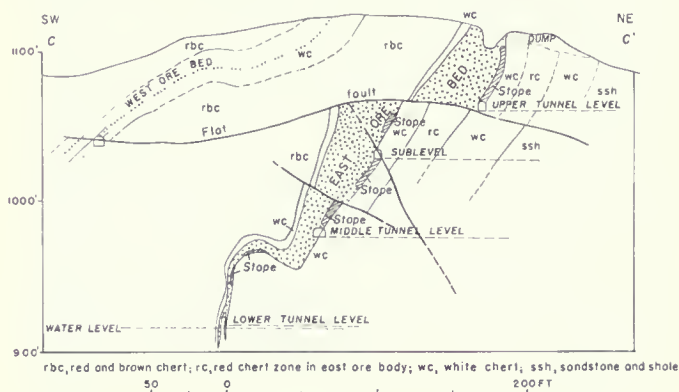 SW
NE
C
C'
wc
rbc
wc
rbc
DUMP
1100'
WEST ORE BED
BED
wc
rc
wc
ssh
Stope
UPPER TUNNEL LEVEL
rbc
fault
Flat
ORE
Stope
wc
rc
wc
ssh
rbc
SUBLEVEL
EAST
Stope
1000'
wc
Stope
MIDDLE TUNNEL LEVEL
wc
Stope
LOWER TUNNEL LEVEL
WATER LEVEL
900'
rbc, red and brown chert; rc, red chert zone in east ore body; wc, white chert; ssh, sandstone and shale
50
0
200 FT